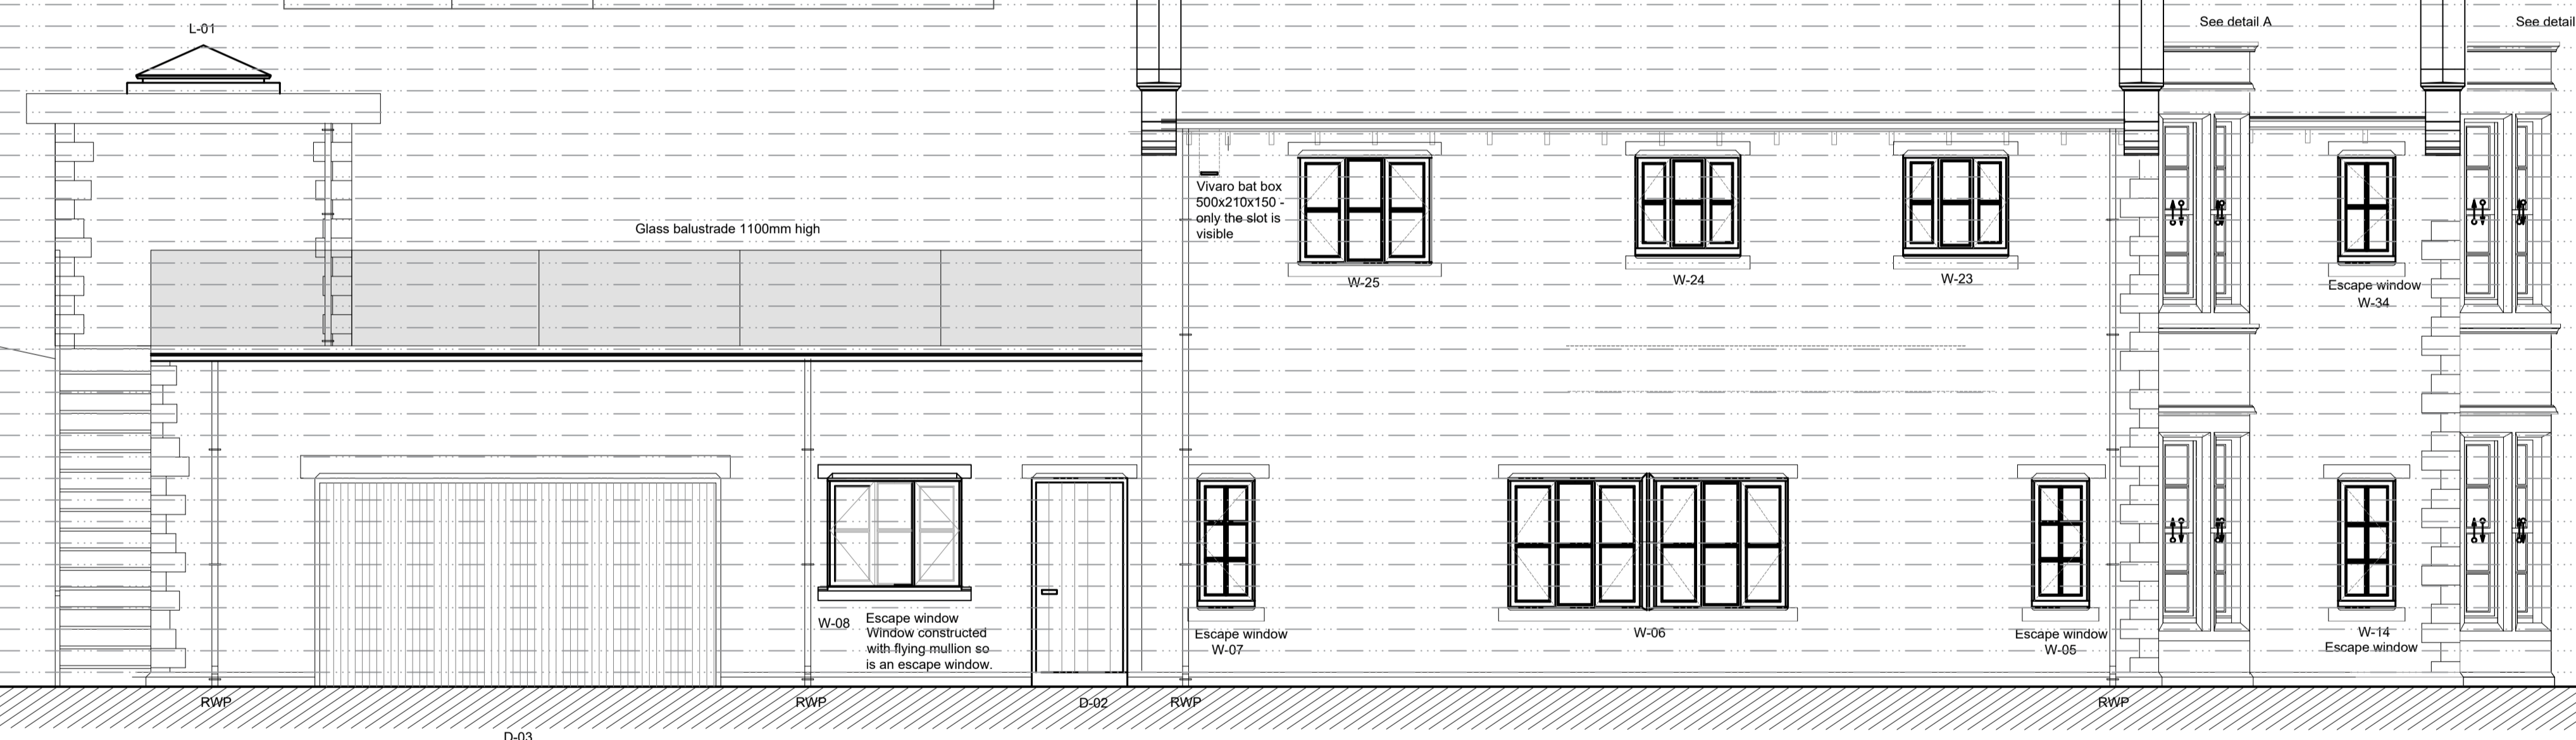 See detail A
See detail
L-01
Vivaro bat box
500x210x150 -
only the slot is
visible
Glass balustrade 1100mm high
W-25
W-24
W-23
Escape window
W-34
W-08
Escape window
Window constructed
with flying mullion so
is an escape window.
Escape window
W-07
W-06
Escape window
W-05
W-14
Escape window
RWP
RWP
D-02
RWP
RWP
D-03